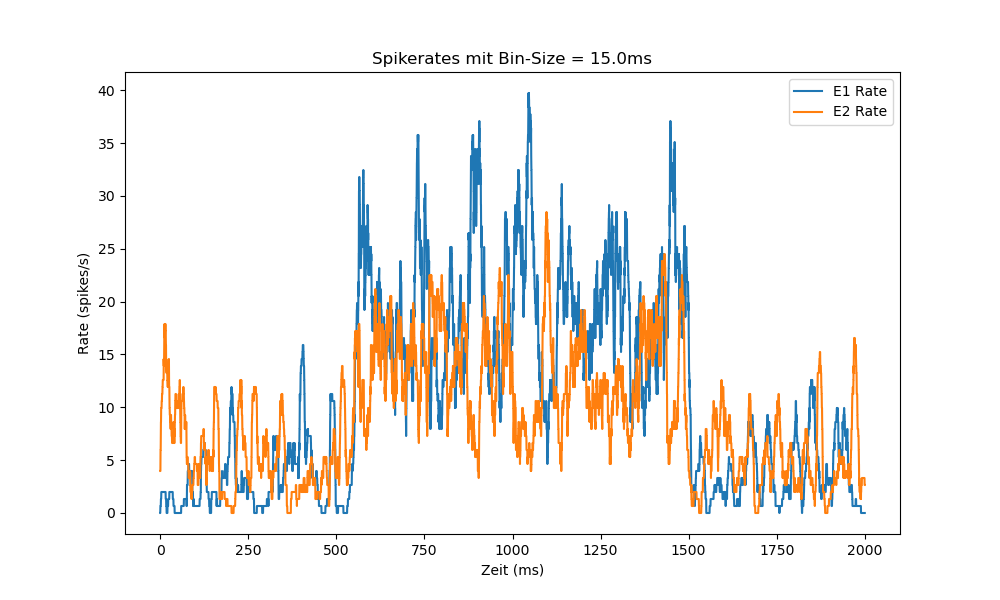 Spikerates mit Bin-Size = 15.0ms
E1 Rate
E2 Rate
Rate (spikes/s)
40
35
30
25
20
15
10
5
0
0 250 500 750 1000 1250 1500 1750 2000
Zeit (ms)